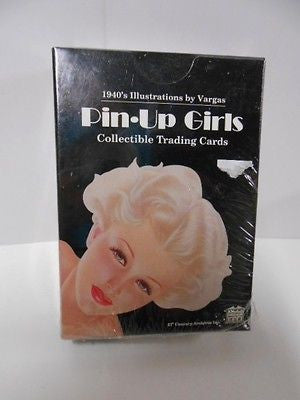 1940's Illustrations by Vargas
Pin•Up Girls
Collectible Trading Cards
21st Century Archives Inc.